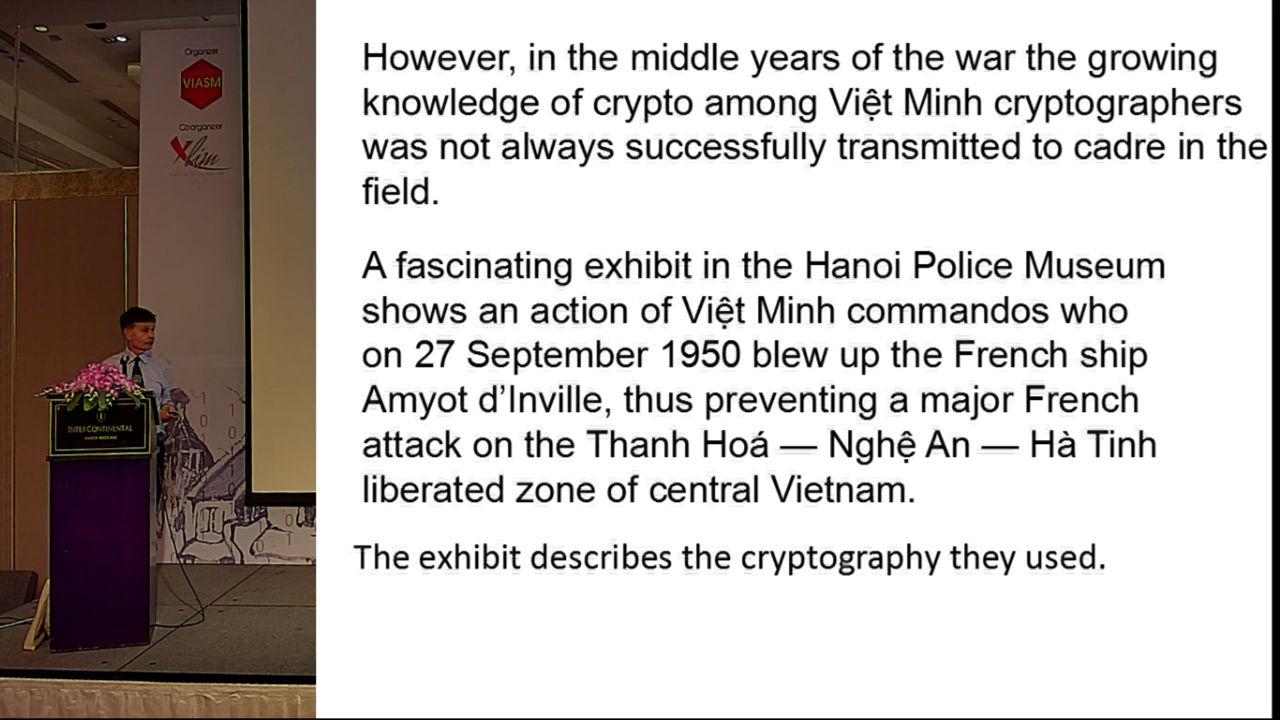 Organizer
VIASM
Coorganizer
Xlim
INTERCONTINENTAL
However, in the middle years of the war the growing
knowledge of crypto among Việt Minh cryptographers
was not always successfully transmitted to cadre in the
field.
A fascinating exhibit in the Hanoi Police Museum
shows an action of Việt Minh commandos who
on 27 September 1950 blew up the French ship
Amyot d’Inville, thus preventing a major French
attack on the Thanh Hoá — Nghệ An — Hà Tinh
liberated zone of central Vietnam.
The exhibit describes the cryptography they used.